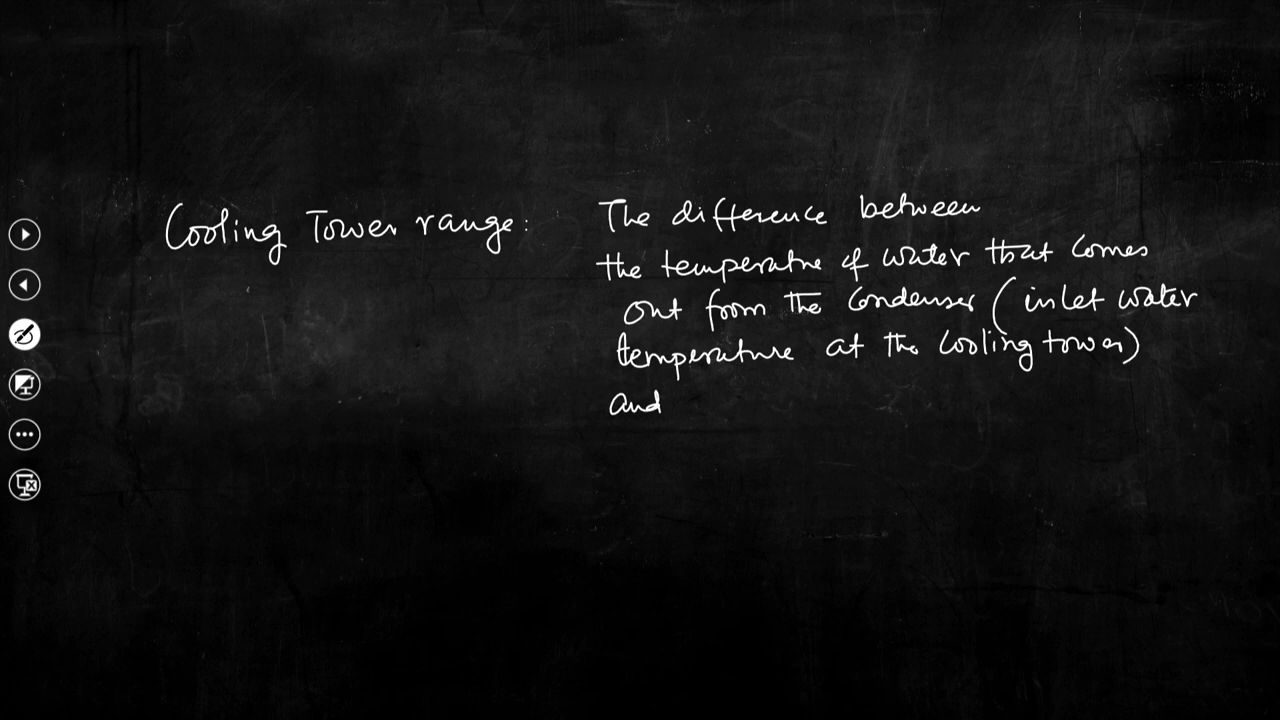 Cooling Tower range: The difference between
the temperature of water that comes
out from the condenser (inlet water
temperature at the cooling tower)
and